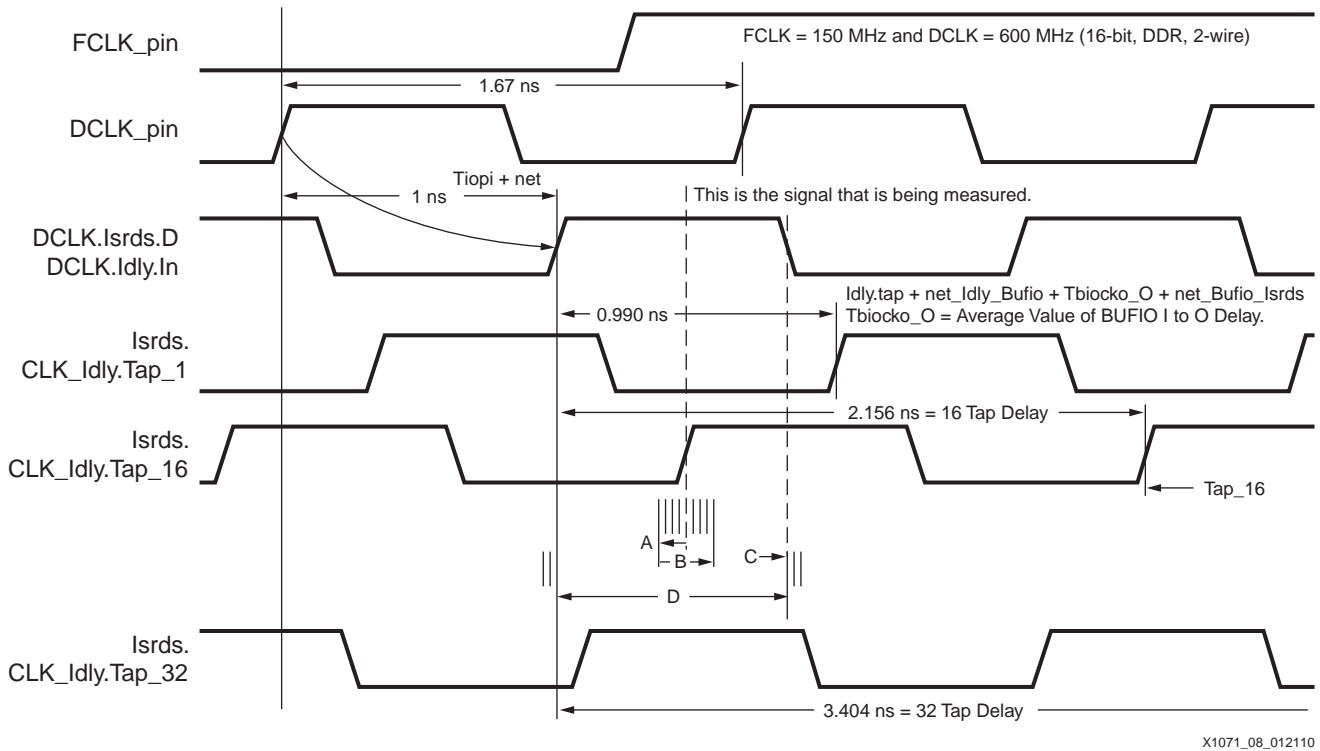 FCLK_pin
FCLK = 150 MHz and DCLK = 600 MHz (16-bit, DDR, 2-wire)
1.67 ns
DCLK_pin
Tiopi + net
1 ns
This is the signal that is being measured.
DCLK.Isrds.D
DCLK.Idly.In
Idly.tap + net_Idly_Bufio + Tbiocko_O + net_Bufio_Isrds
0.990 ns
Tbiocko_O = Average Value of BUFIO I to O Delay.
Isrds.
CLK_Idly.Tap_1
2.156 ns = 16 Tap Delay
Isrds.
CLK_Idly.Tap_16
Tap_16
A
B
C
D
Isrds.
CLK_Idly.Tap_32
3.404 ns = 32 Tap Delay
X1071_08_012110